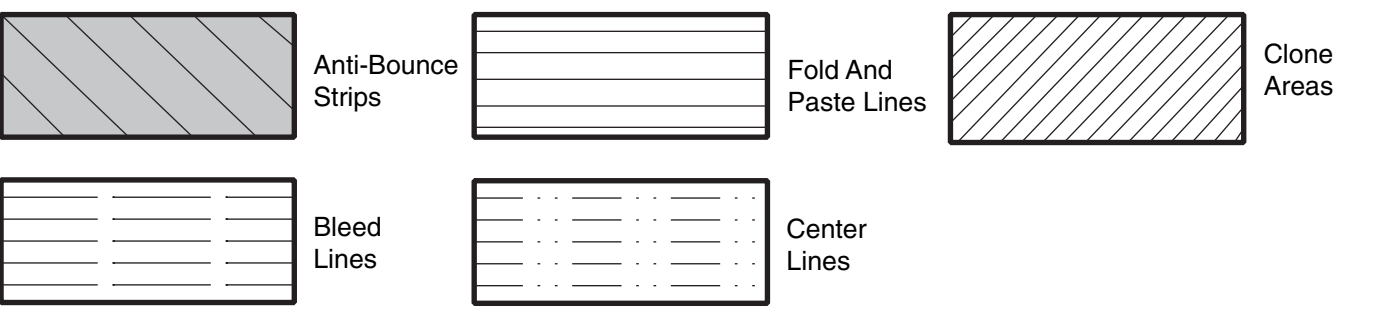 Anti-Bounce
Strips
Fold And
Paste Lines
Clone
Areas
Bleed
Lines
Center
Lines